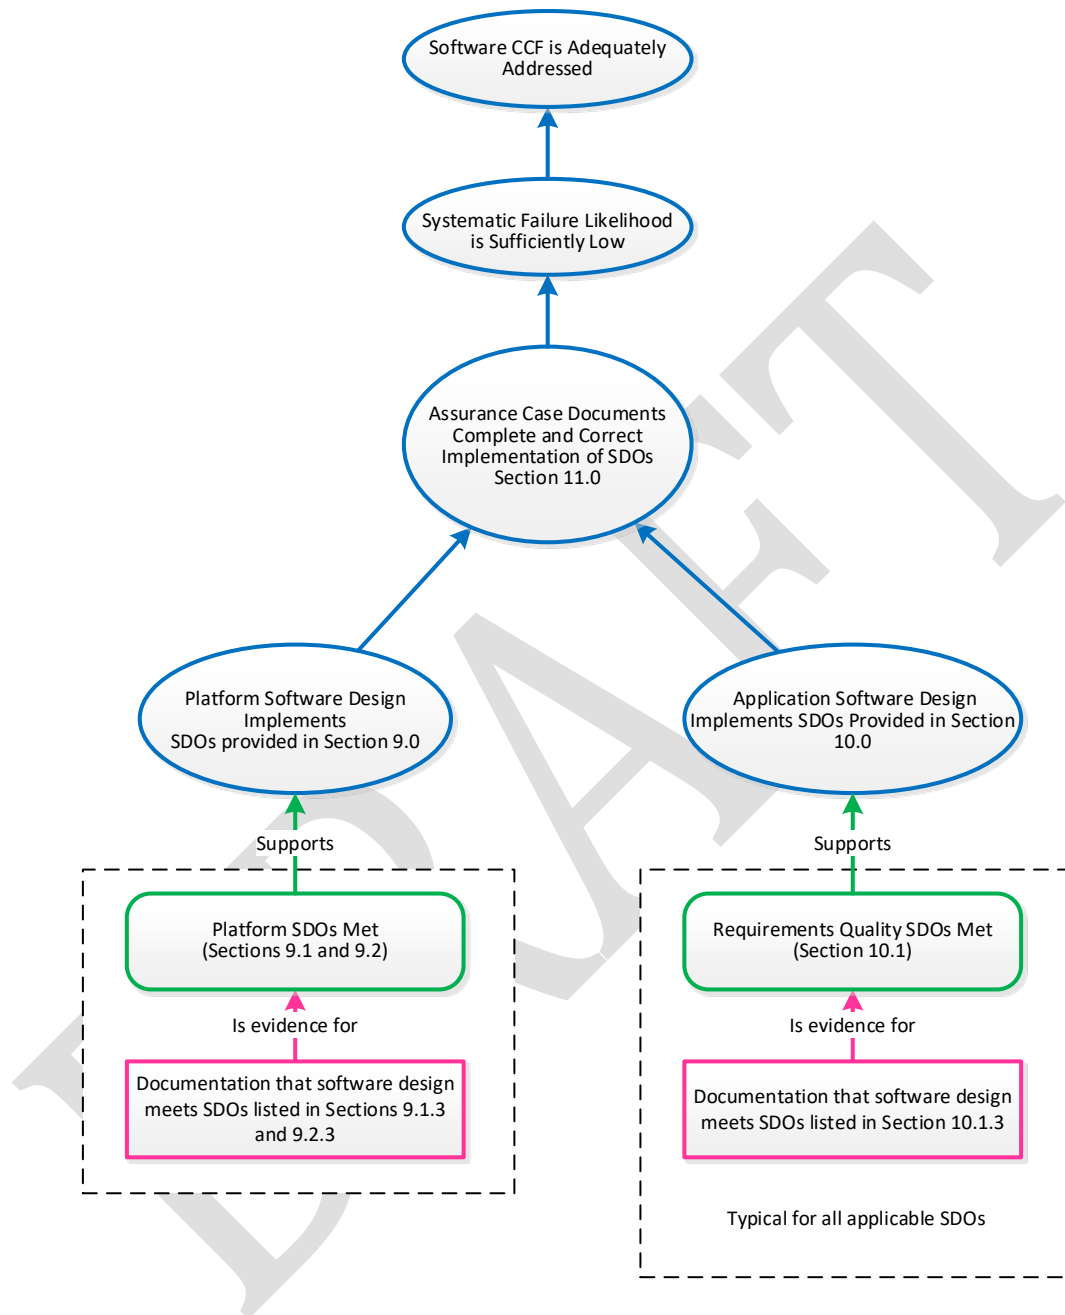 Software CCF is Adequately
Addressed
Systematic Failure Likelihood
is Sufficiently Low
Assurance Case Documents
Complete and Correct
Implementation of SDOs
Section 11.0
Platform Software Design
Implements
SDOs provided in Section 9.0
Application Software Design
Implements SDOs Provided in Section
10.0
Supports
Supports
Platform SDOs Met
(Sections 9.1 and 9.2)
Requirements Quality SDOs Met
(Section 10.1)
Is evidence for
Is evidence for
Documentation that software design
meets SDOs listed in Sections 9.1.3
and 9.2.3
Documentation that software design
meets SDOs listed in Section 10.1.3
Typical for all applicable SDOs
DRAFT